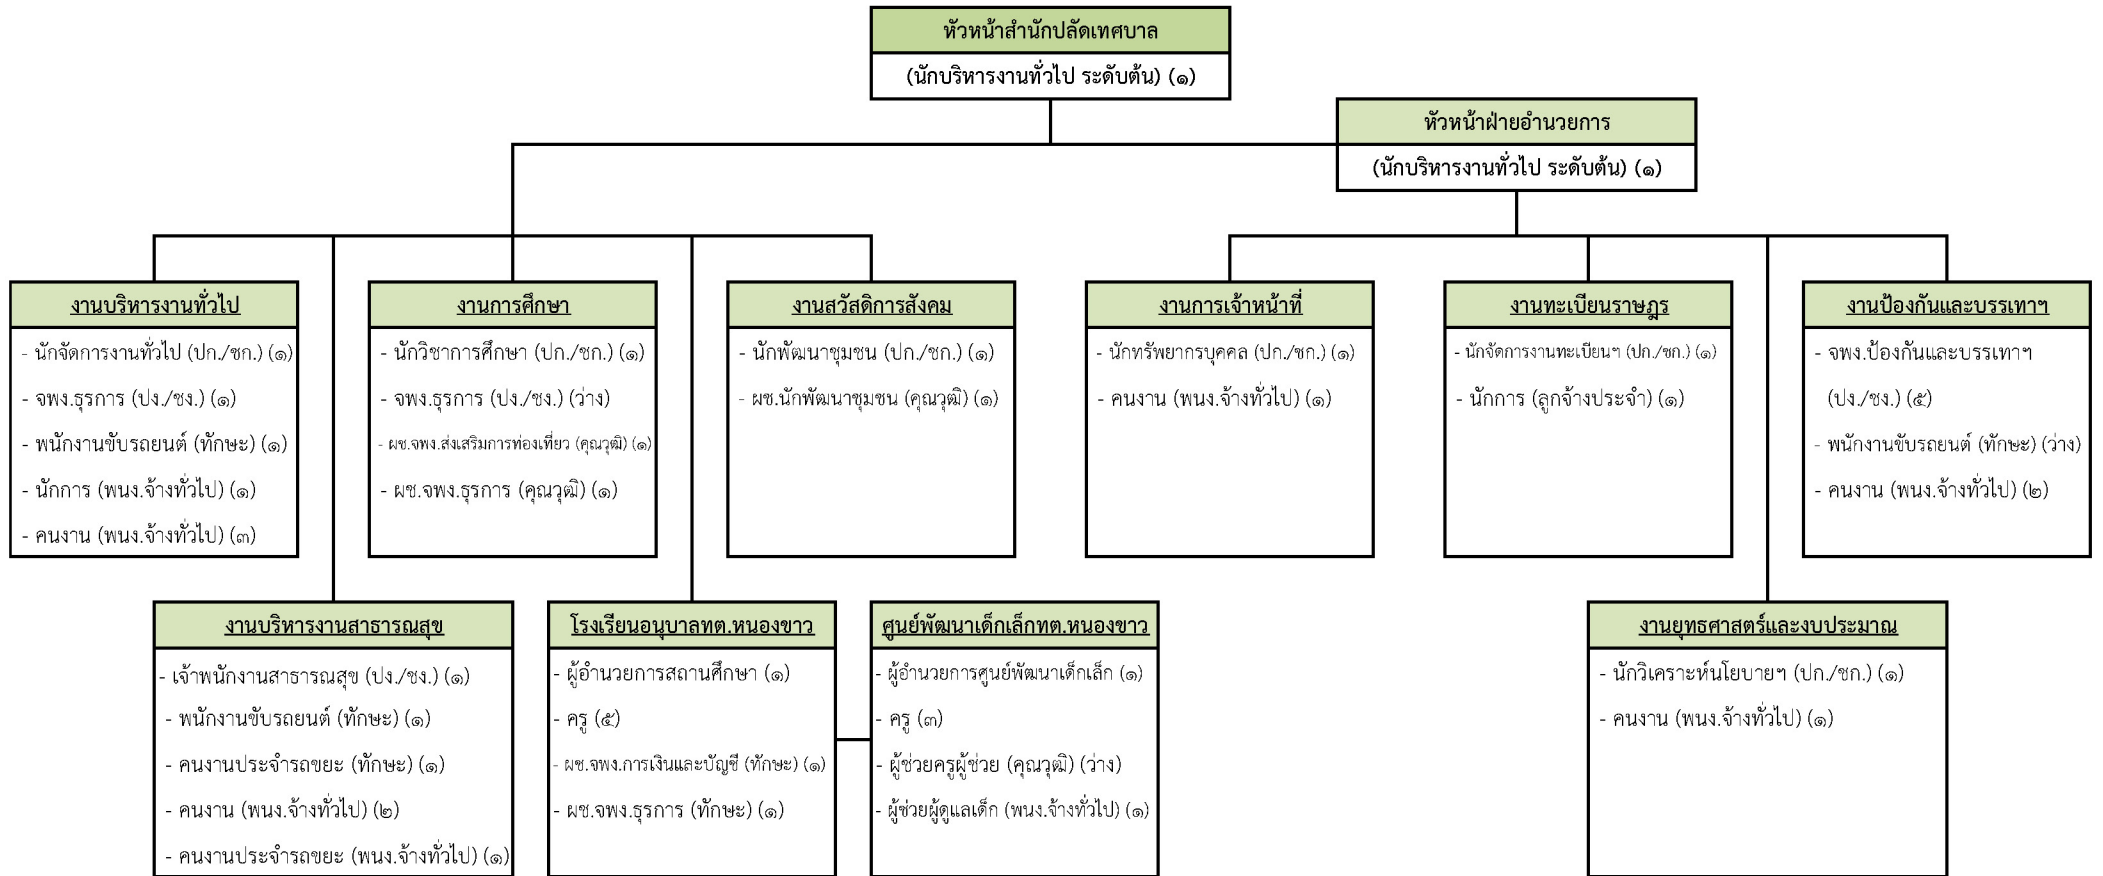 หัวหน้าสำนักปลัดเทศบาล
(นักบริหารงานทั่วไป ระดับต้น) (๑)
หัวหน้าฝ่ายอำนวยการ
(นักบริหารงานทั่วไป ระดับต้น) (๑)
งานบริหารงานทั่วไป
- นักจัดการงานทั่วไป (ปก./ชก.) (๑)
- จพง.ธุรการ (ปง./ชง.) (๑)
- พนักงานขับรถยนต์ (ทักษะ) (๑)
- นักการ (พนง.จ้างทั่วไป) (๑)
- คนงาน (พนง.จ้างทั่วไป) (๓)
งานการศึกษา
- นักวิชาการศึกษา (ปก./ชก.) (๑)
- จพง.ธุรการ (ปง./ชง.) (ว่าง)
- ผช.จพง.ส่งเสริมการท่องเที่ยว (คุณวุฒิ) (๑)
- ผช.จพง.ธุรการ (คุณวุฒิ) (๑)
งานสวัสดิการสังคม
- นักพัฒนาชุมชน (ปก./ชก.) (๑)
- ผช.นักพัฒนาชุมชน (คุณวุฒิ) (๑)
งานการเจ้าหน้าที่
- นักทรัพยากรบุคคล (ปก./ชก.) (๑)
- คนงาน (พนง.จ้างทั่วไป) (๑)
งานทะเบียนราษฎร
- นักจัดการงานทะเบียนฯ (ปก./ชก.) (๑)
- นักการ (ลูกจ้างประจำ) (๑)
งานป้องกันและบรรเทาฯ
- จพง.ป้องกันและบรรเทาฯ
(ปง./ชง.) (๕)
- พนักงานขับรถยนต์ (ทักษะ) (ว่าง)
- คนงาน (พนง.จ้างทั่วไป) (๒)
งานบริหารงานสาธารณสุข
- เจ้าพนักงานสาธารณสุข (ปง./ชง.) (๑)
- พนักงานขับรถยนต์ (ทักษะ) (๑)
- คนงานประจำรถขยะ (ทักษะ) (๑)
- คนงาน (พนง.จ้างทั่วไป) (๒)
- คนงานประจำรถขยะ (พนง.จ้างทั่วไป) (๑)
โรงเรียนอนุบาลทต.หนองขาว
- ผู้อำนวยการสถานศึกษา (๑)
- ครู (๕)
- ผช.จพง.การเงินและบัญชี (ทักษะ) (๑)
- ผช.จพง.ธุรการ (ทักษะ) (๑)
ศูนย์พัฒนาเด็กเล็กทต.หนองขาว
- ผู้อำนวยการศูนย์พัฒนาเด็กเล็ก (๑)
- ครู (๓)
- ผู้ช่วยครูผู้ช่วย (คุณวุฒิ) (ว่าง)
- ผู้ช่วยผู้ดูแลเด็ก (พนง.จ้างทั่วไป) (๑)
งานยุทธศาสตร์และงบประมาณ
- นักวิเคราะห์นโยบายฯ (ปก./ชก.) (๑)
- คนงาน (พนง.จ้างทั่วไป) (๑)